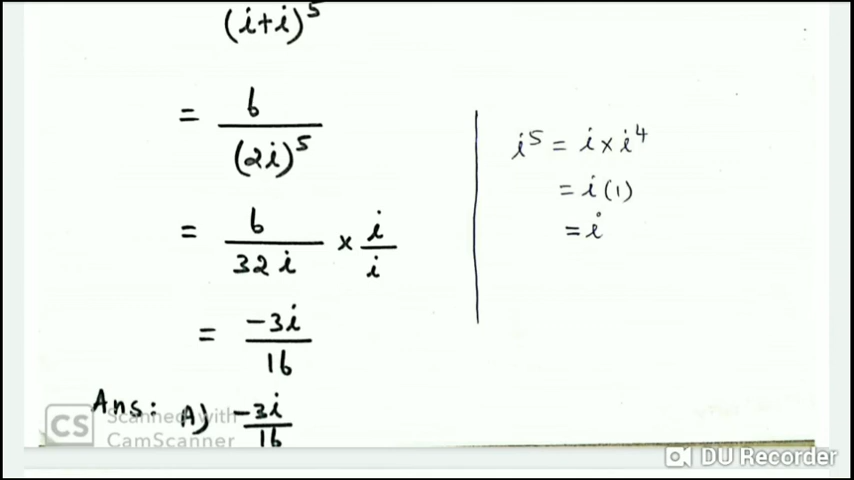 (i+i)^5
= 6/(2i)^5
= 6/32i × i/i
= -3i/16
Ans: A) -3i/16
i^5 = i × i^4
= i(1)
= i
CS Scanned with CamScanner
DU Recorder